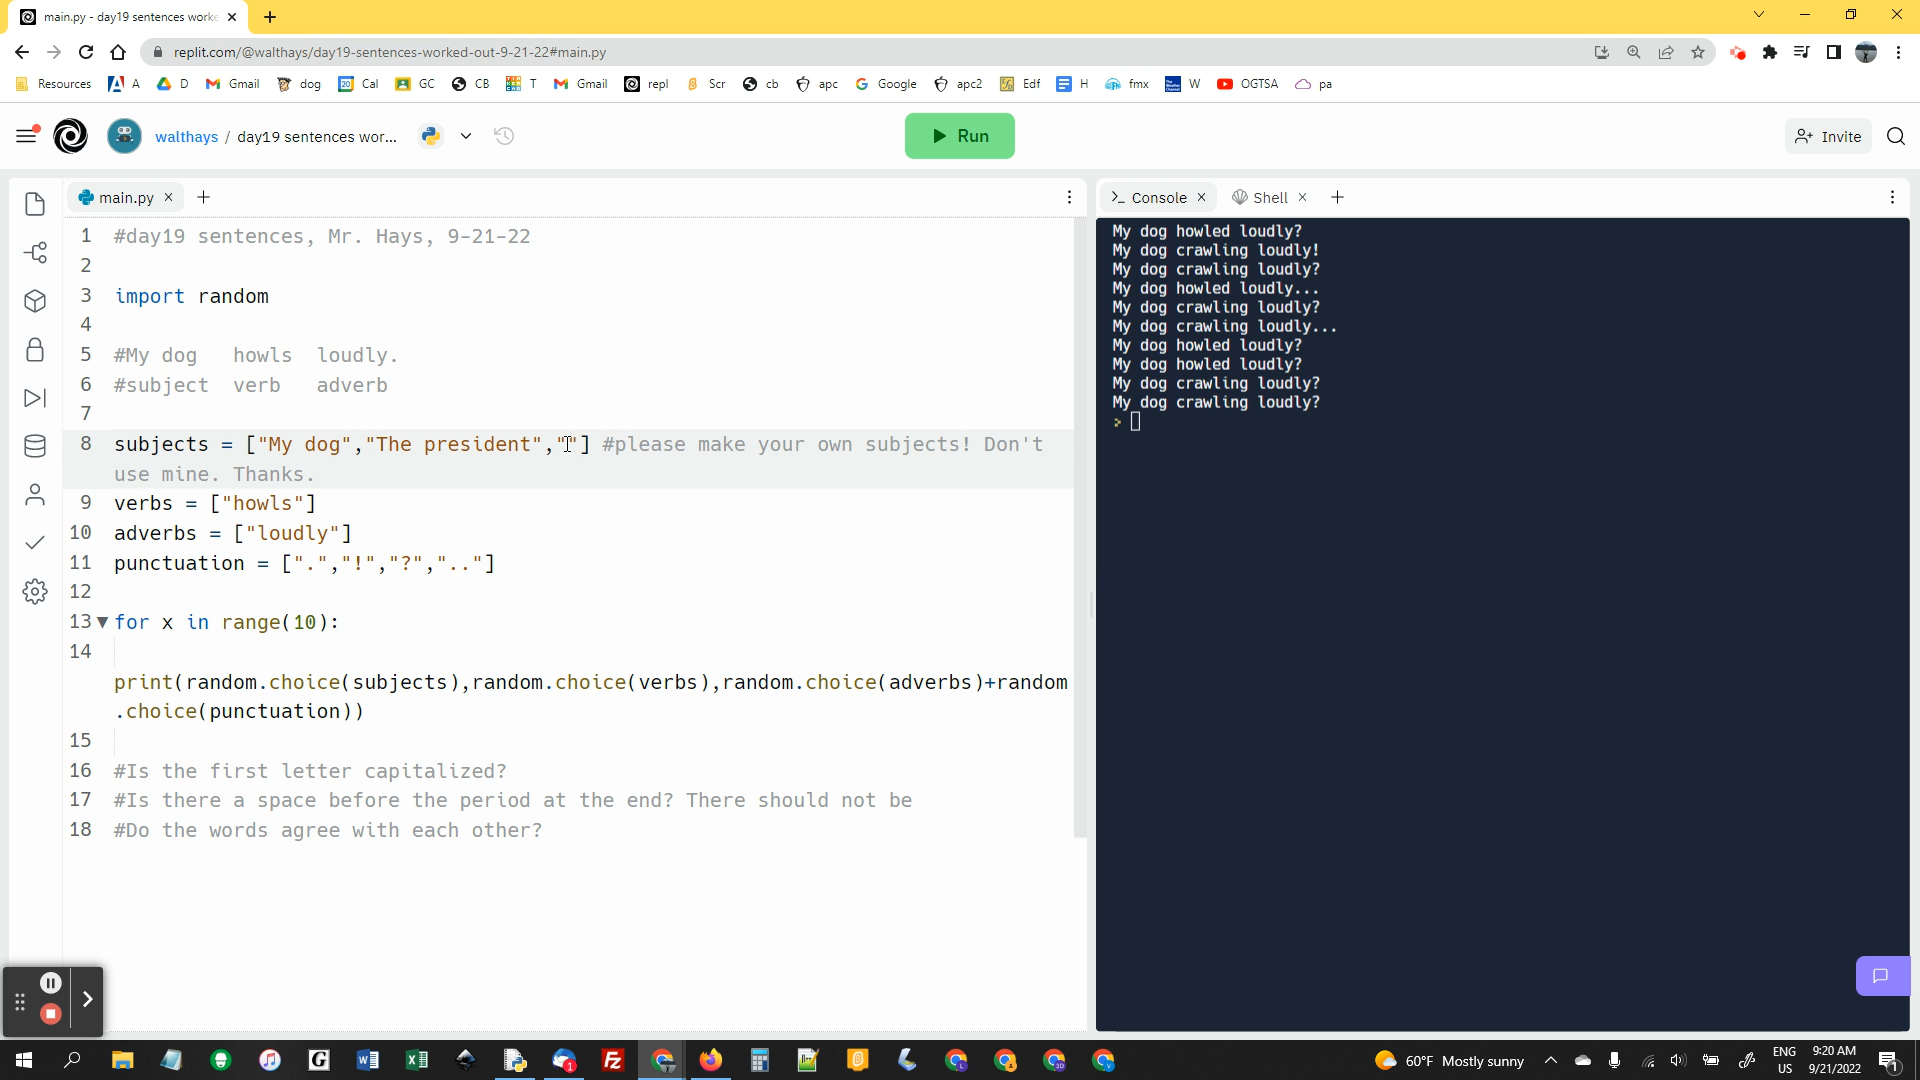 main.py - day19 sentences worke
replit.com/@walthays/day19-sentences-worked-out-9-21-22#main.py
Resources A D Gmail dog Cal GC CB T Gmail repl Scr cb apc Google apc2 Edf H fmx W OGTSA pa
walthays / day19 sentences wor...
Run
Invite
main.py
Console
Shell
1 #day19 sentences, Mr. Hays, 9-21-22
2
3 import random
4
5 #My dog   howls  loudly.
6 #subject  verb   adverb
7
8 subjects = ["My dog","The president",""] #please make your own subjects! Don't
use mine. Thanks.
9 verbs = ["howls"]
10 adverbs = ["loudly"]
11 punctuation = [".","!","?",".."]
12
13 for x in range(10):
14
print(random.choice(subjects),random.choice(verbs),random.choice(adverbs)+random
.choice(punctuation))
15
16 #Is the first letter capitalized?
17 #Is there a space before the period at the end? There should not be
18 #Do the words agree with each other?
My dog howled loudly?
My dog crawling loudly!
My dog crawling loudly?
My dog howled loudly...
My dog crawling loudly?
My dog crawling loudly...
My dog howled loudly?
My dog howled loudly?
My dog crawling loudly?
My dog crawling loudly?
60°F Mostly sunny
ENG
US
9:20 AM
9/21/2022